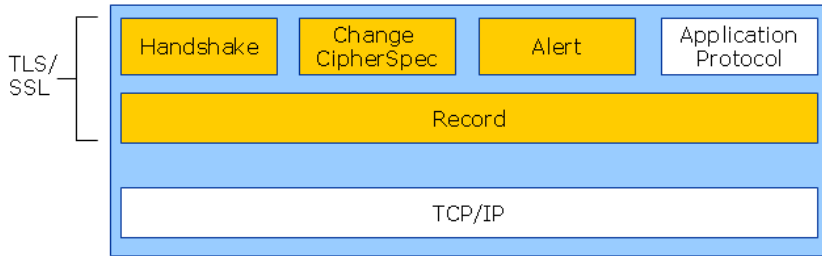 Handshake
Change
CipherSpec
Alert
Application
Protocol
TLS/
SSL
Record
TCP/IP